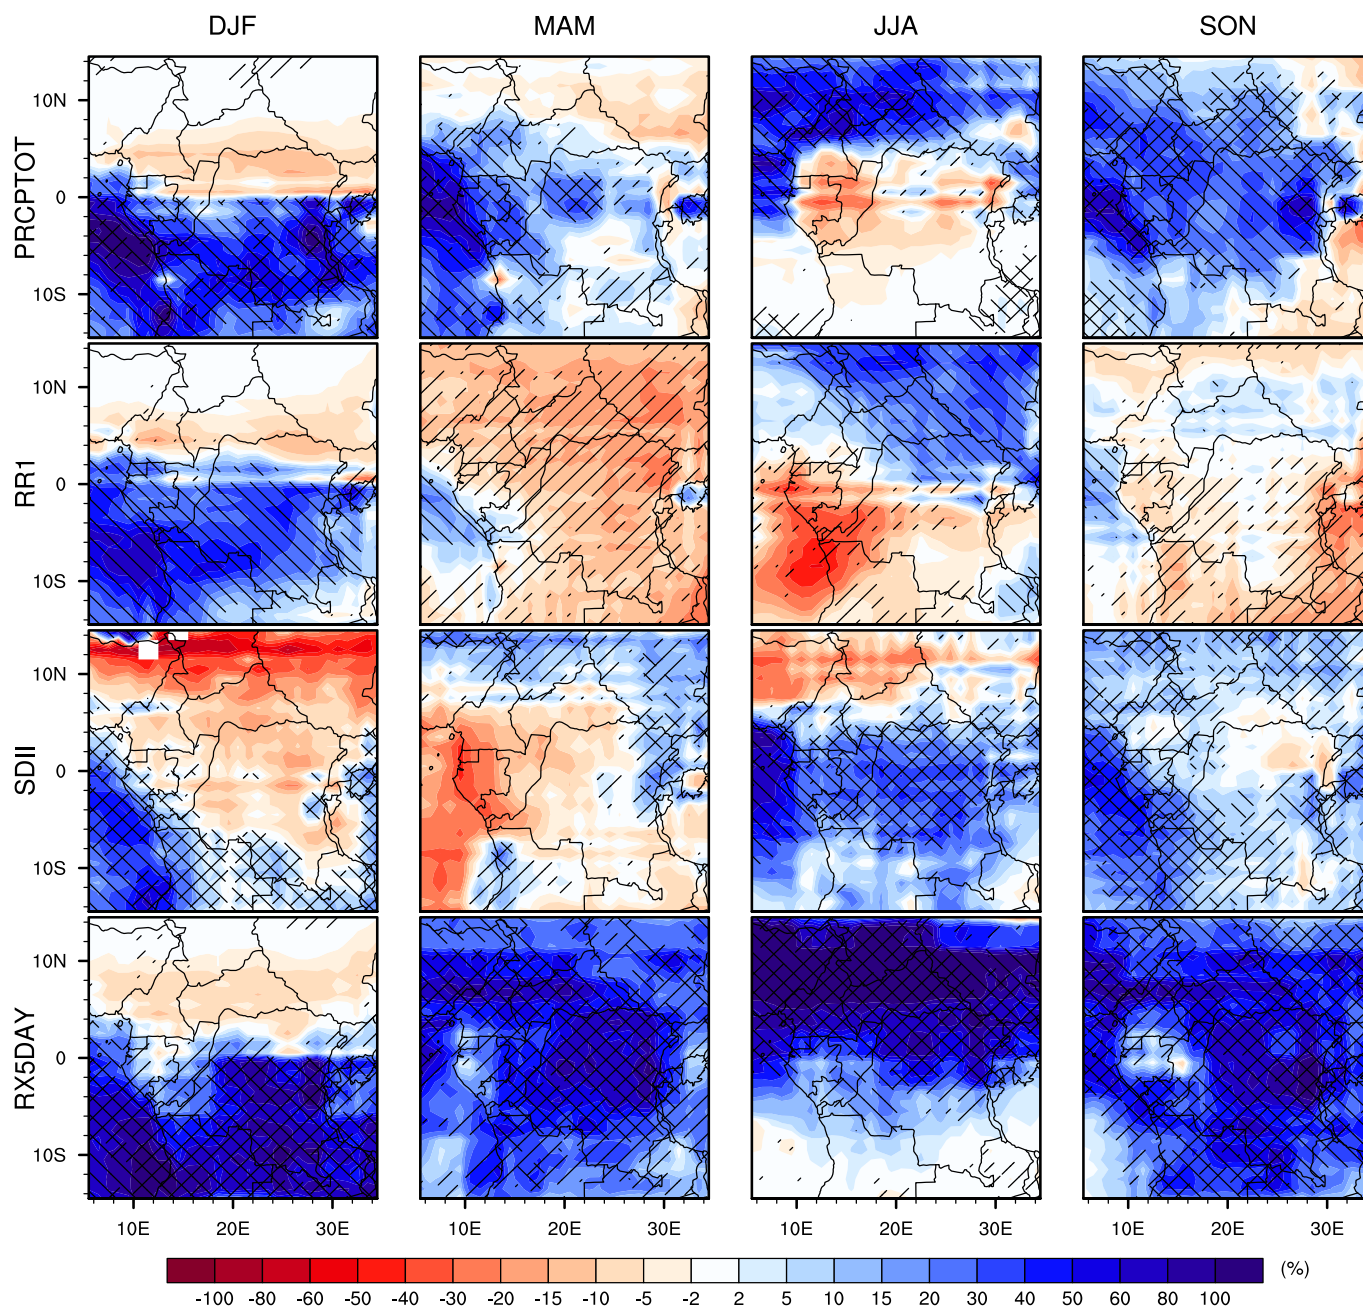 DJF MAM JJA SON
PRCPTOT
10N
0
10S
RR1
10N
0
10S
SDII
10N
0
10S
RX5DAY
10N
0
10S
10E 20E 30E 10E 20E 30E 10E 20E 30E 10E 20E 30E
-100 -80 -60 -50 -40 -30 -20 -15 -10 -5 -2 2 5 10 15 20 30 40 50 60 80 100 (%)